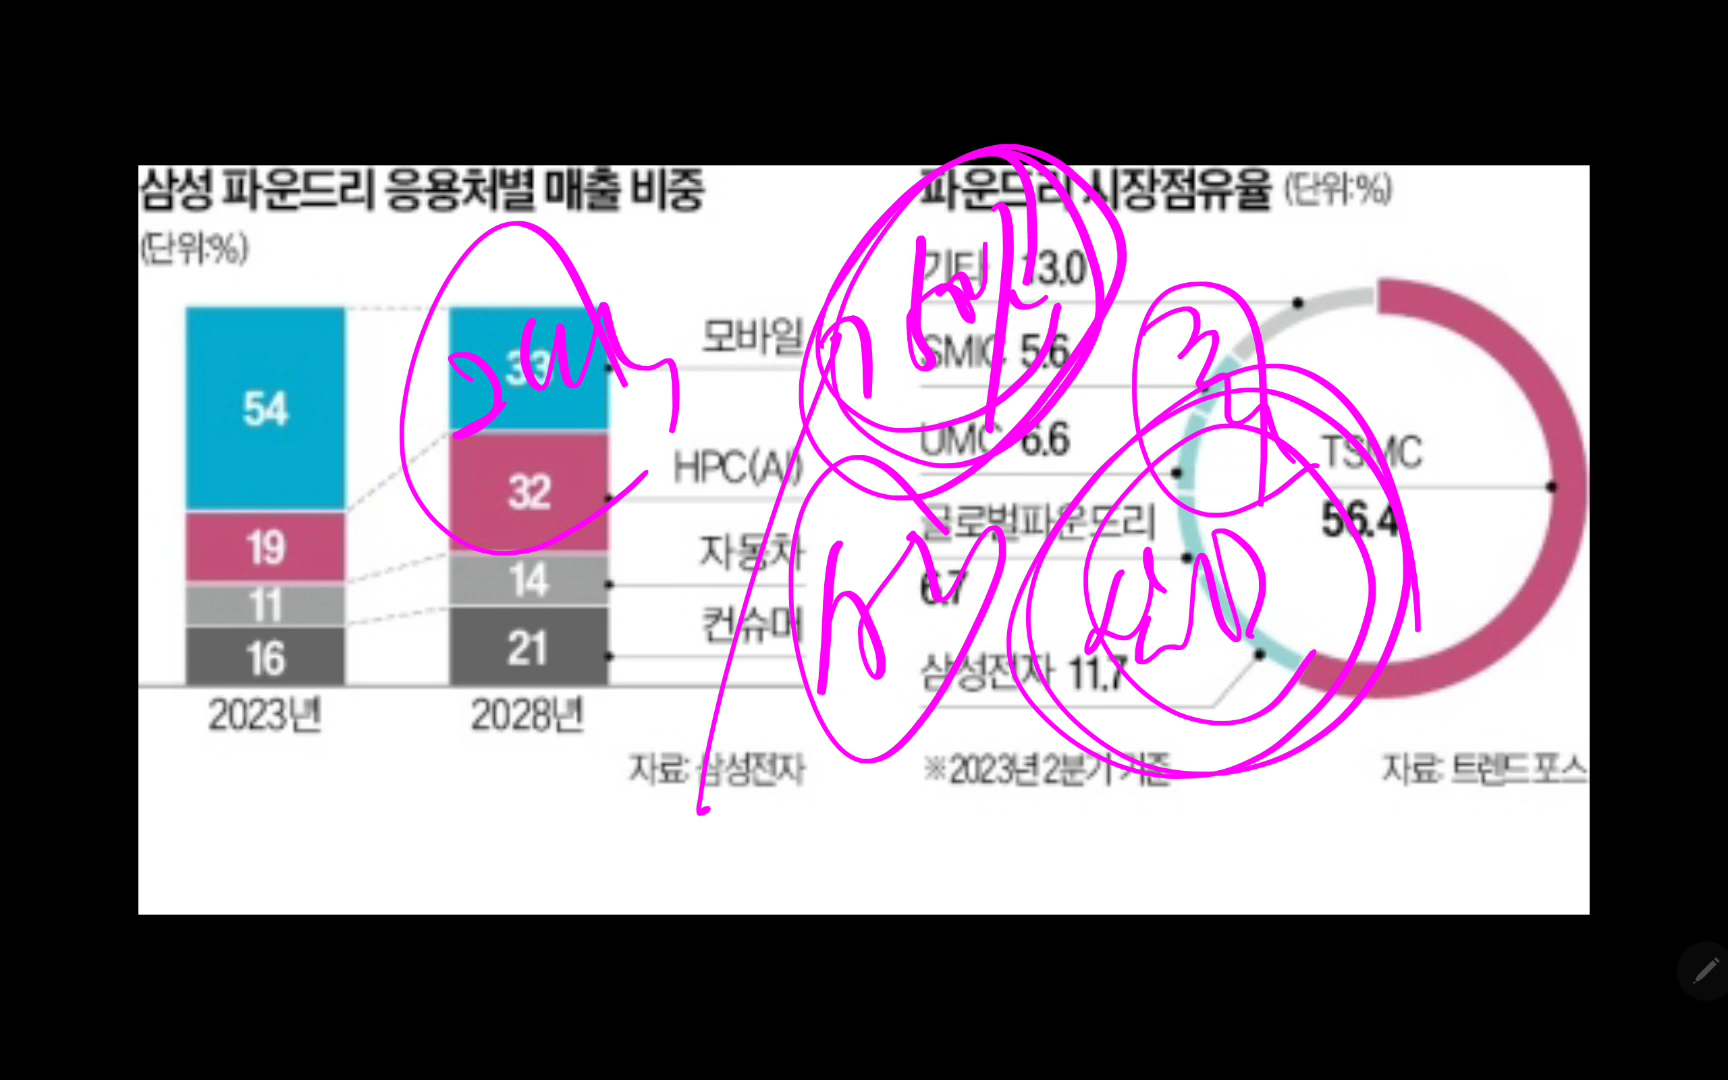 삼성 파운드리 응용처별 매출 비중
(단위:%)
54
19
11
16
2023년
33
32
14
21
2028년
모바일
HPC(AI)
자동차
컨슈머
자료: 삼성전자
파운드리 시장점유율 (단위:%)
기타 13.0
SMIC 5.6
UMC 6.6
글로벌파운드리
6.7
삼성전자 11.7
TSMC
56.4
※2023년 2분기 기준
자료: 트렌드포스